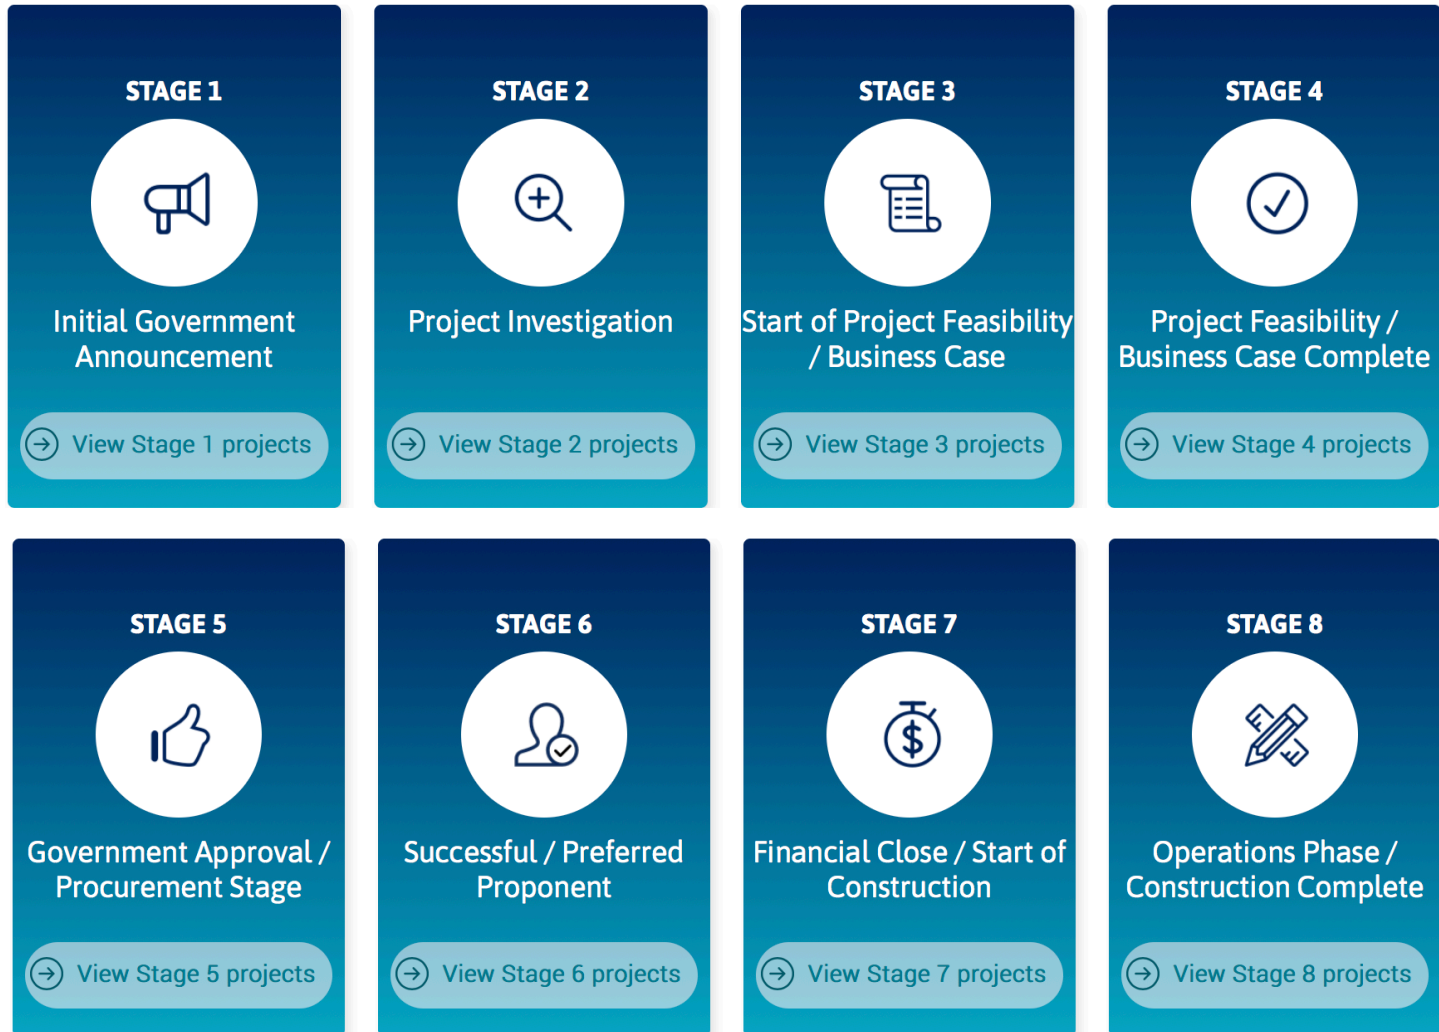 STAGE 1
Initial Government
Announcement
View Stage 1 projects
STAGE 2
Project Investigation
View Stage 2 projects
STAGE 3
Start of Project Feasibility
/ Business Case
View Stage 3 projects
STAGE 4
Project Feasibility /
Business Case Complete
View Stage 4 projects
STAGE 5
Government Approval /
Procurement Stage
View Stage 5 projects
STAGE 6
Successful / Preferred
Proponent
View Stage 6 projects
STAGE 7
$
Financial Close / Start of
Construction
View Stage 7 projects
STAGE 8
Operations Phase /
Construction Complete
View Stage 8 projects